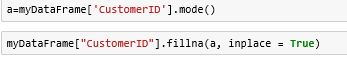 a=myDataFrame['CustomerID'].mode()
myDataFrame["CustomerID"].fillna(a, inplace = True)